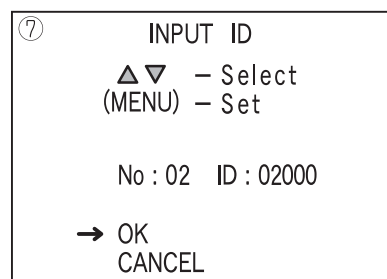 ⑦
INPUT ID
△ ▽ – Select
(MENU) – Set
No : 02 ID : 02000
→ OK
CANCEL